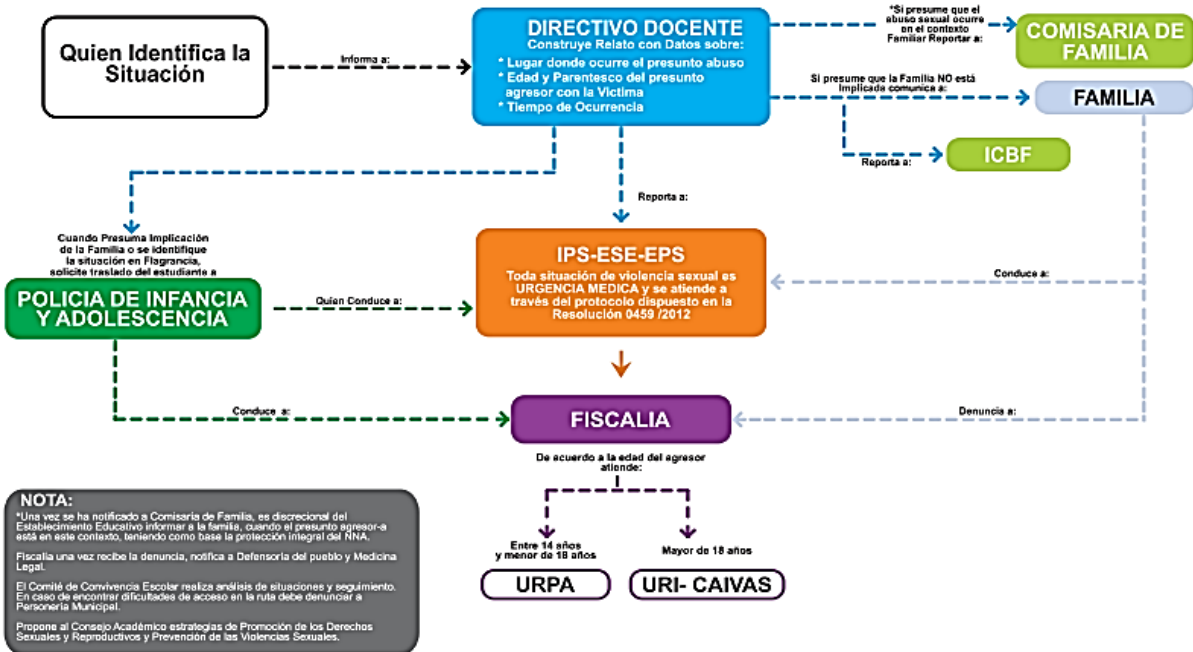 Quien Identifica la
Situación
Informa a:
DIRECTIVO DOCENTE
Construye Relato con Datos sobre:
* Lugar donde ocurre el presunto abuso
* Edad y Parentesco del presunto
agresor con la Victima
* Tiempo de Ocurrencia
*Si presume que el
abuso sexual ocurre
en el contexto
Familiar Reportar a:
COMISARIA DE
FAMILIA
Si presume que la Familia NO está
Implicada comunica a:
FAMILIA
Reporta a:
ICBF
Reporta a:
Cuando Presuma Implicación
de la Familia o se identifique
la situación en Flagrancia,
solicite traslado del estudiante a
POLICIA DE INFANCIA
Y ADOLESCENCIA
Quien Conduce a:
IPS-ESE-EPS
Toda situación de violencia sexual es
URGENCIA MEDICA y se atiende a
través del protocolo dispuesto en la
Resolución 0459 /2012
Conduce a:
Conduce a:
FISCALIA
Denuncia a:
De acuerdo a la edad del agresor
atiende:
Entre 14 años
y menor de 18 años
URPA
Mayor de 18 años
URI- CAIVAS
NOTA:
*Una vez se ha notificado a Comisaría de Familia, es discrecional del
Establecimiento Educativo informar a la familia, cuando el presunto agresor-a
está en este contexto, teniendo como base la protección integral del NNA.
Fiscalía una vez recibe la denuncia, notifica a Defensoría del pueblo y Medicina
Legal.
El Comité de Convivencia Escolar realiza análisis de situaciones y seguimiento.
En caso de encontrar dificultades de acceso en la ruta debe denunciar a
Personería Municipal.
Propone al Consejo Académico estrategias de Promoción de los Derechos
Sexuales y Reproductivos y Prevención de las Violencias Sexuales.